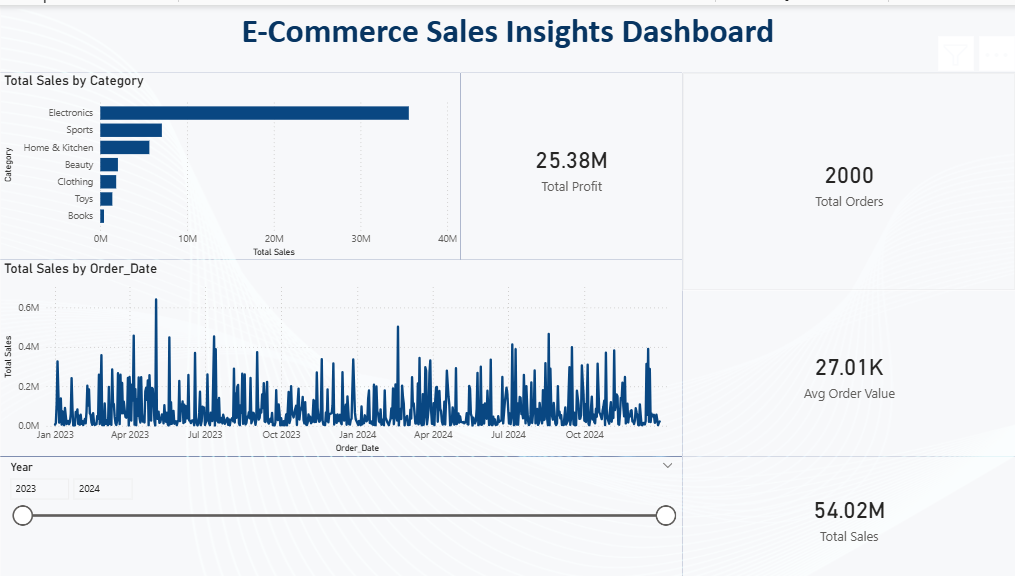 E-Commerce Sales Insights Dashboard
Total Sales by Category
Category
Electronics
Sports
Home & Kitchen
Beauty
Clothing
Toys
Books
0M 10M 20M 30M 40M
Total Sales
25.38M
Total Profit
2000
Total Orders
Total Sales by Order_Date
Total Sales
0.6M
0.4M
0.2M
0.0M
Jan 2023 Apr 2023 Jul 2023 Oct 2023 Jan 2024 Apr 2024 Jul 2024 Oct 2024
Order_Date
27.01K
Avg Order Value
Year
2023 2024
54.02M
Total Sales